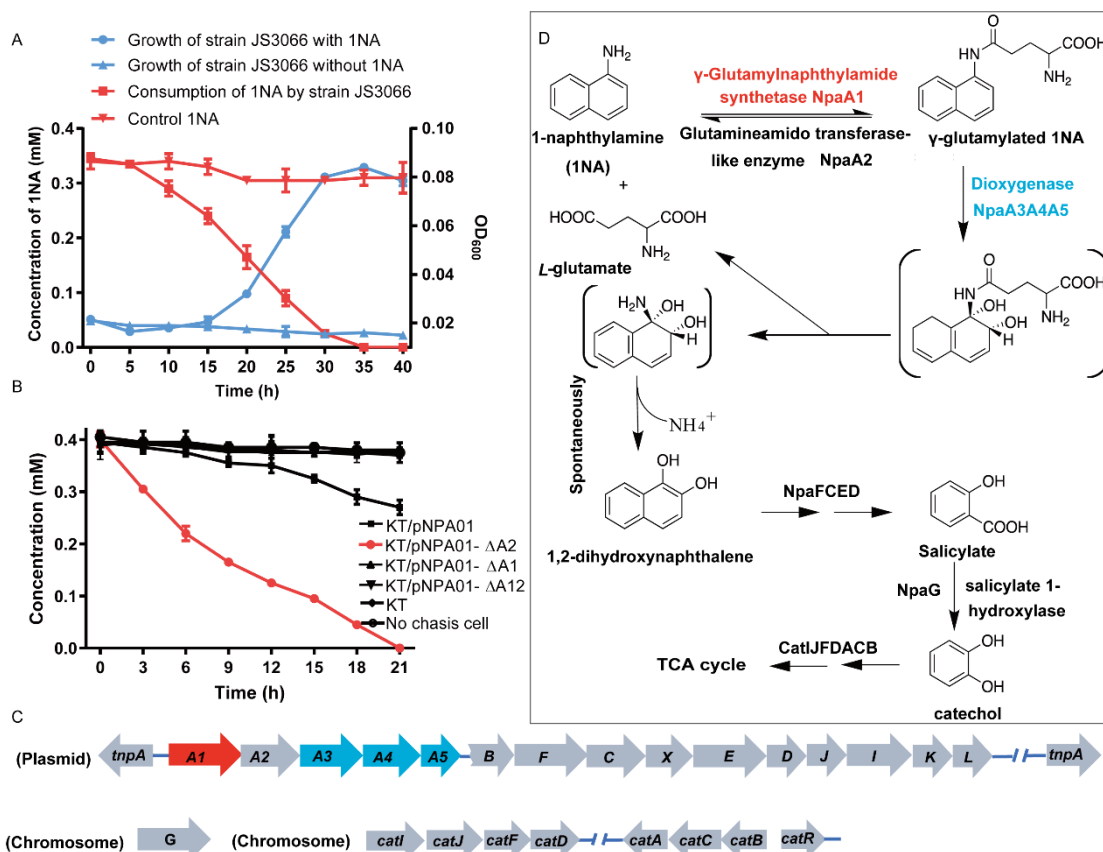 A
Growth of strain JS3066 with 1NA
Growth of strain JS3066 without 1NA
Consumption of 1NA by strain JS3066
Control 1NA
Concentration of 1NA (mM)
0.4
0.3
0.2
0.1
0.0
0.10
0.08
0.06
0.04
0.02
OD600
0 5 10 15 20 25 30 35 40
Time (h)
B
Concentration (mM)
0.4
0.3
0.2
0.1
0.0
KT/pNPA01
KT/pNPA01- ΔA2
KT/pNPA01- ΔA1
KT/pNPA01- ΔA12
KT
No chasis cell
0 3 6 9 12 15 18 21
Time (h)
D
NH2
1-naphthylamine
(1NA)
+
HOOC COOH
NH2
L-glutamate
γ-Glutamylnaphthylamide
synthetase NpaA1
Glutamineamido transferase-
like enzyme NpaA2
O
HN COOH
NH2
γ-glutamylated 1NA
Dioxygenase
NpaA3A4A5
O
HN COOH
OH NH2
OH
H
H2N OH
OH
H
Spontaneously
NH4+
OH
OH
1,2-dihydroxynaphthalene
NpaFCED
OH
COOH
Salicylate
NpaG
salicylate 1-
hydroxylase
OH
OH
catechol
CatIJFDACB
TCA cycle
C
(Plasmid) tnpA A1 A2 A3 A4 A5 B F C X E D J I K L tnpA
(Chromosome) G (Chromosome) catI catJ catF catD catA catC catB catR